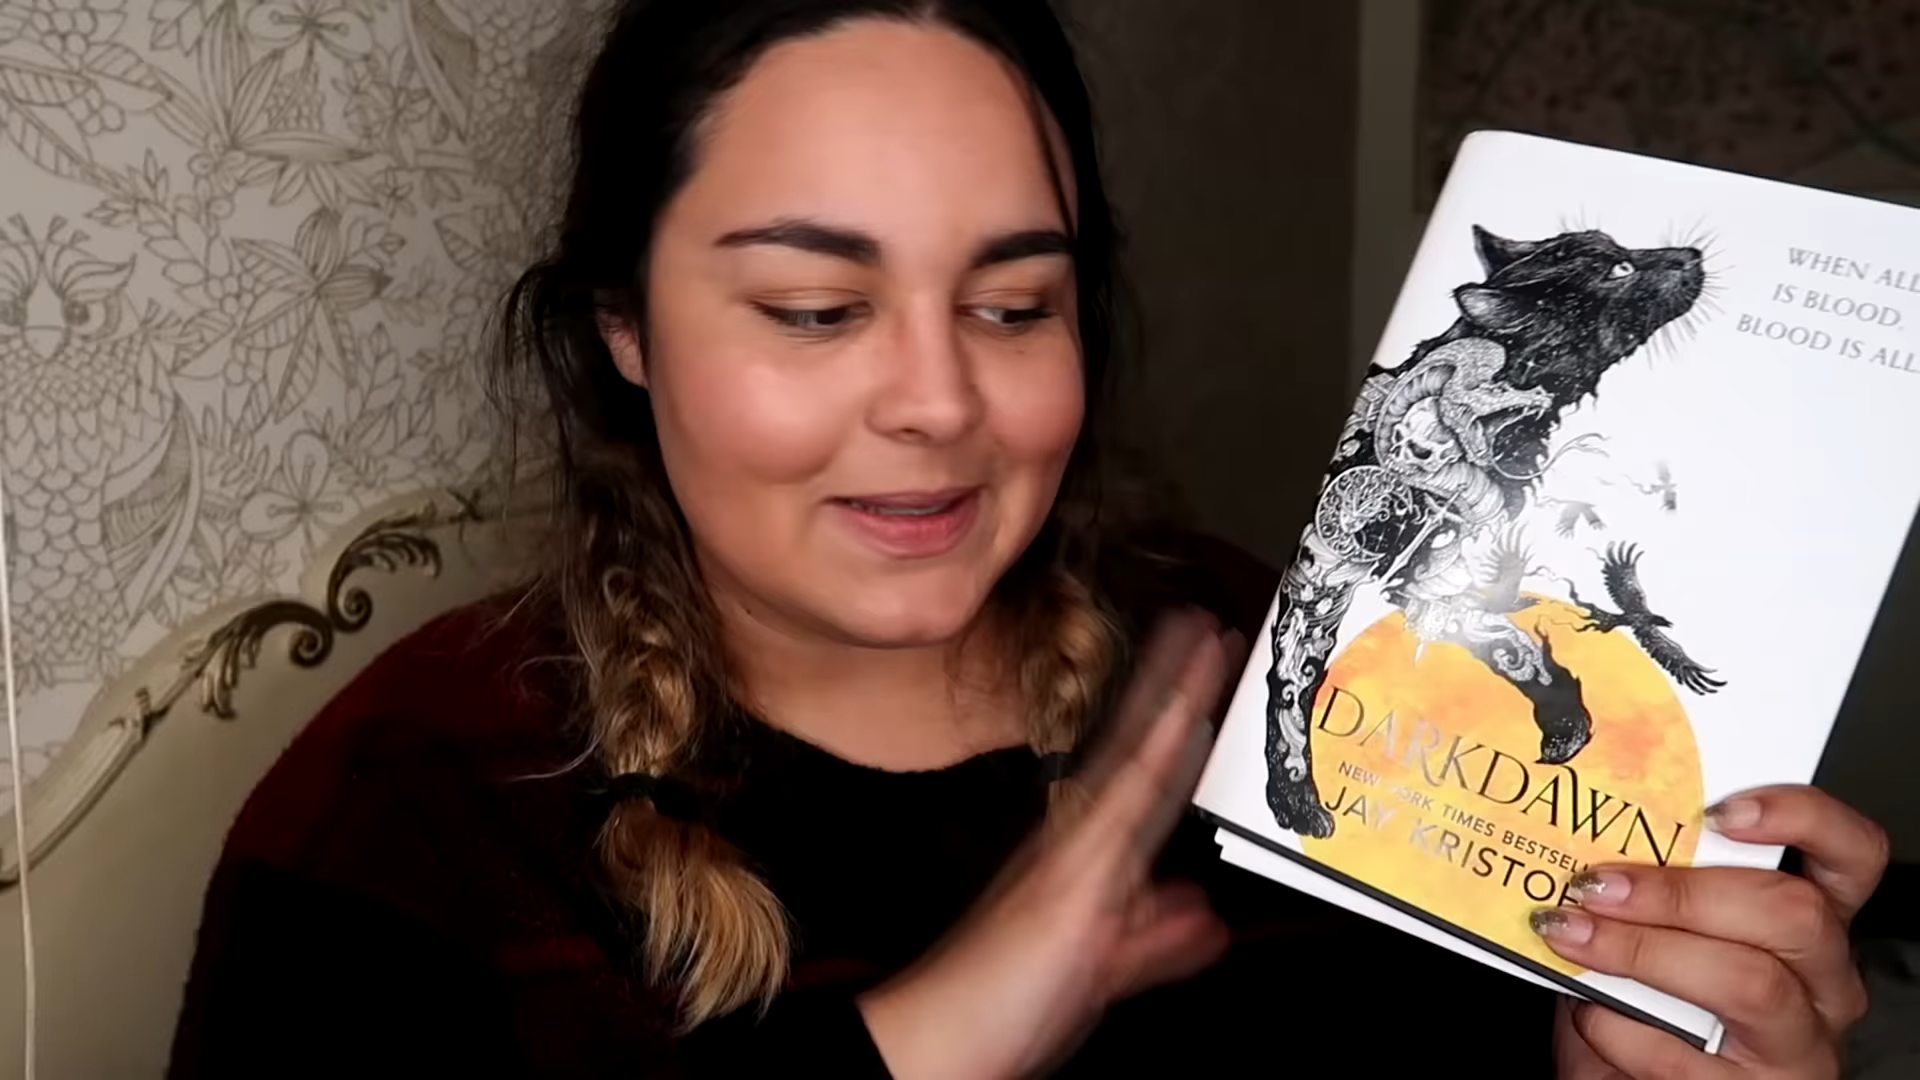 WHEN ALL
IS BLOOD,
BLOOD IS ALL.
DARKDAWN
NEW YORK TIMES BESTSELL
JAY KRISTOF